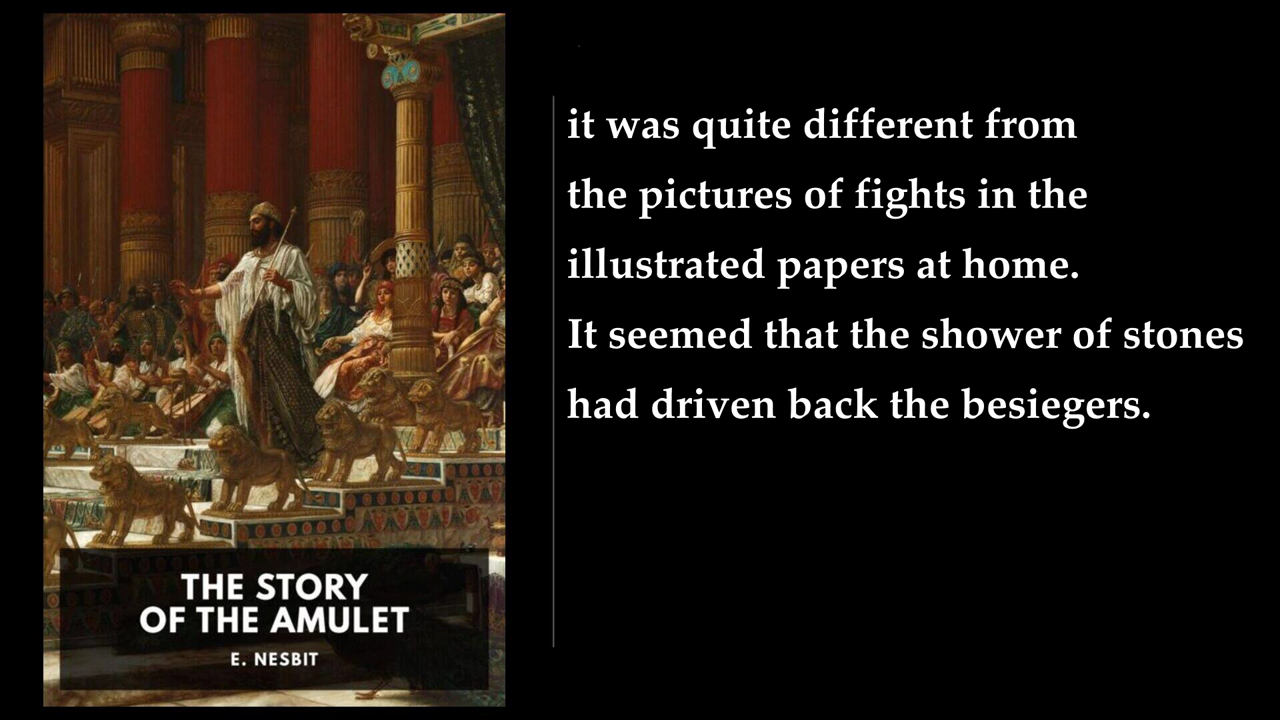 it was quite different from
the pictures of fights in the
illustrated papers at home.
It seemed that the shower of stones
had driven back the besiegers.
THE STORY
OF THE AMULET
E. NESBIT